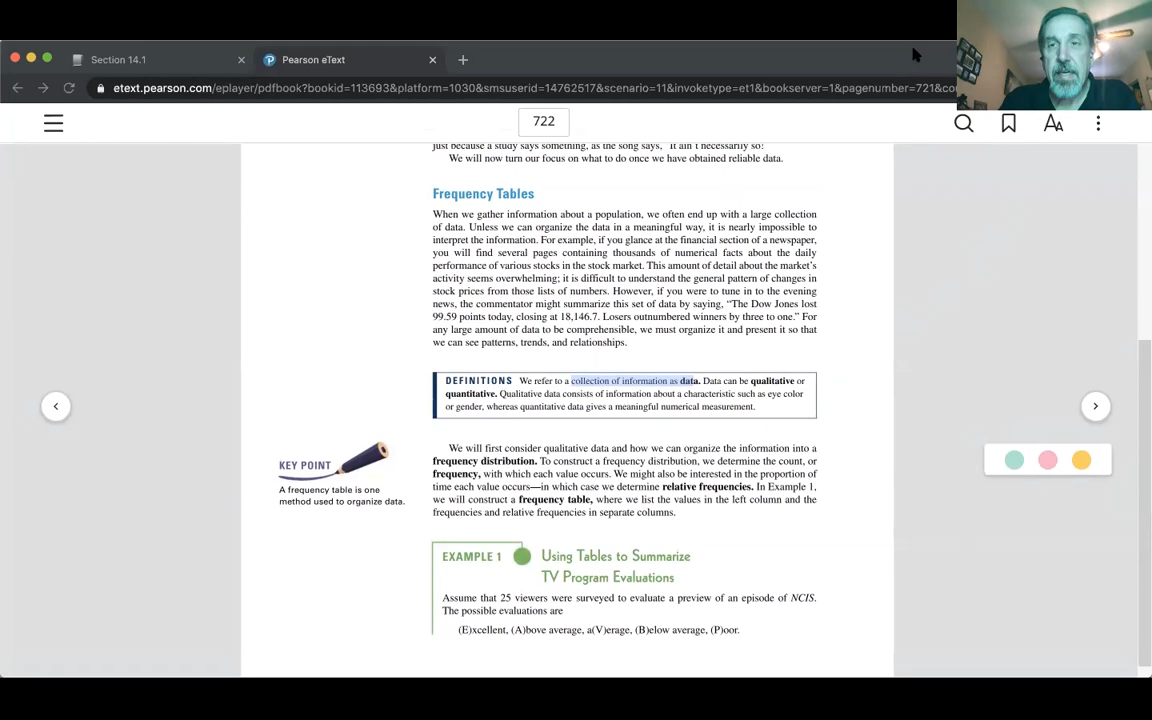 Section 14.1
Pearson eText
etext.pearson.com/eplayer/pdfbook?bookid=113693&platform=1030&smsuserid=14762517&scenario=11&invoketype=et1&bookserver=1&pagenumber=721&co
722
just because a study says something, as the song says, "It ain't necessarily so!"
We will now turn our focus on what to do once we have obtained reliable data.
Frequency Tables
When we gather information about a population, we often end up with a large collection
of data. Unless we can organize the data in a meaningful way, it is nearly impossible to
interpret the information. For example, if you glance at the financial section of a newspaper,
you will find several pages containing thousands of numerical facts about the daily
performance of various stocks in the stock market. This amount of detail about the market's
activity seems overwhelming; it is difficult to understand the general pattern of changes in
stock prices from those lists of numbers. However, if you were to tune in to the evening
news, the commentator might summarize this set of data by saying, "The Dow Jones lost
99.59 points today, closing at 18,146.7. Losers outnumbered winners by three to one." For
any large amount of data to be comprehensible, we must organize it and present it so that
we can see patterns, trends, and relationships.
DEFINITIONS We refer to a collection of information as data. Data can be qualitative or
quantitative. Qualitative data consists of information about a characteristic such as eye color
or gender, whereas quantitative data gives a meaningful numerical measurement.
KEY POINT
A frequency table is one
method used to organize data.
We will first consider qualitative data and how we can organize the information into a
frequency distribution. To construct a frequency distribution, we determine the count, or
frequency, with which each value occurs. We might also be interested in the proportion of
time each value occurs—in which case we determine relative frequencies. In Example 1,
we will construct a frequency table, where we list the values in the left column and the
frequencies and relative frequencies in separate columns.
EXAMPLE 1 Using Tables to Summarize
TV Program Evaluations
Assume that 25 viewers were surveyed to evaluate a preview of an episode of NCIS.
The possible evaluations are
(E)xcellent, (A)bove average, a(V)erage, (B)elow average, (P)oor.